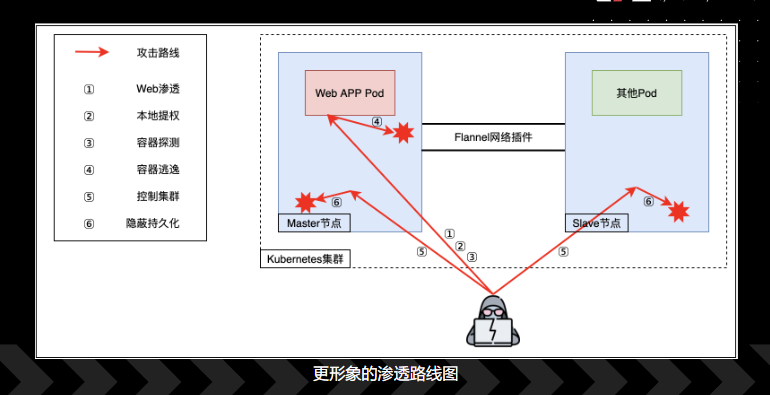 攻击路线
① Web渗透
② 本地提权
③ 容器探测
④ 容器逃逸
⑤ 控制集群
⑥ 隐蔽持久化
Web APP Pod
其他Pod
④
Flannel网络插件
⑥
⑥
Master节点
Slave节点
①
②
③
⑤
⑤
Kubernetes集群
更形象的渗透路线图